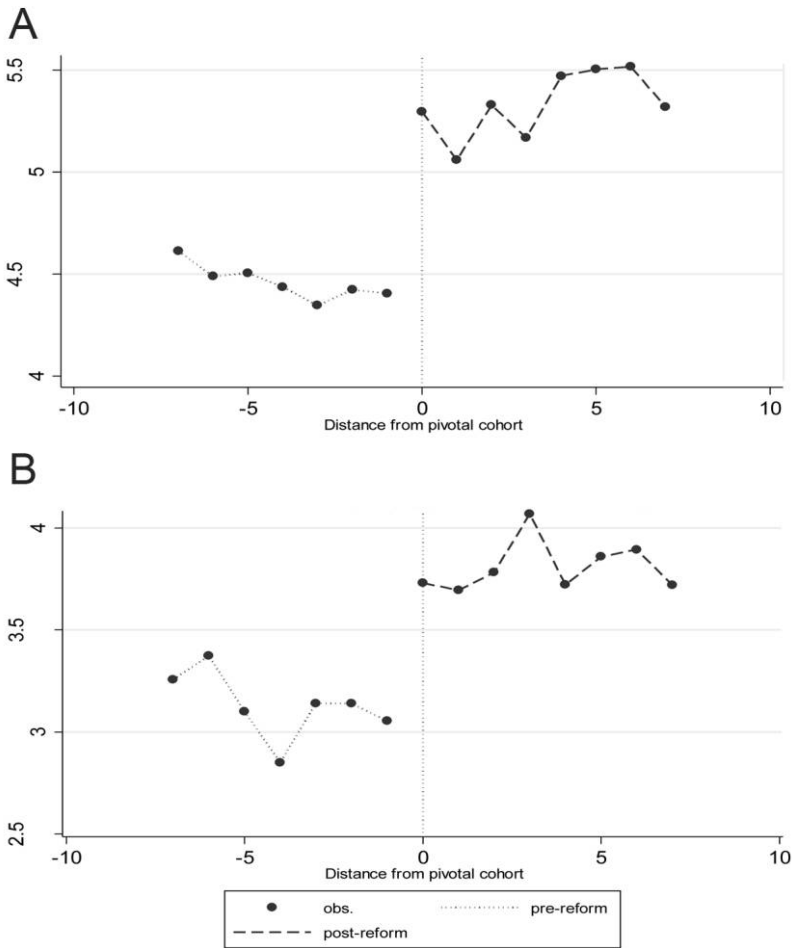 A
5.5
5
4.5
4
-10 -5 0 5 10
Distance from pivotal cohort
B
4
3.5
3
2.5
-10 -5 0 5 10
Distance from pivotal cohort
obs. pre-reform
post-reform